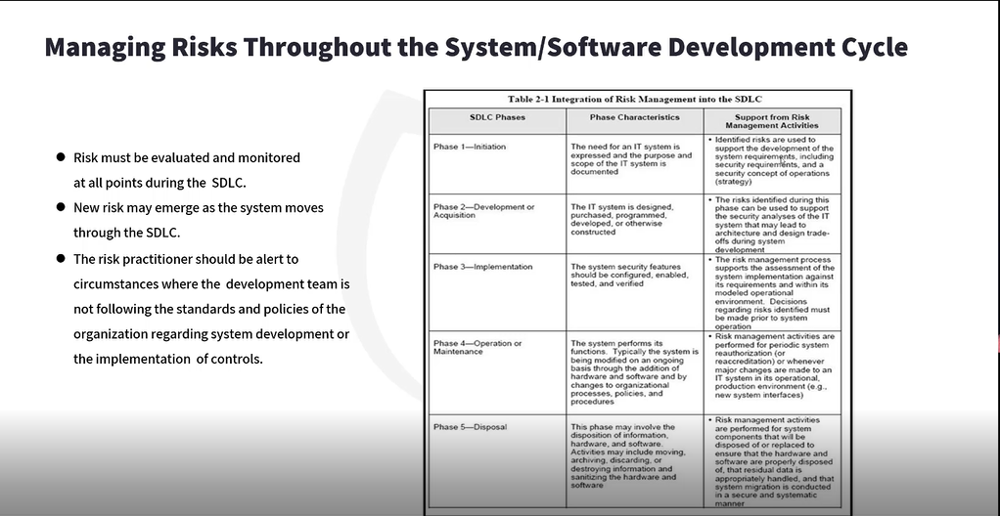 Managing Risks Throughout the System/Software Development Cycle
● Risk must be evaluated and monitored
at all points during the SDLC.
● New risk may emerge as the system moves
through the SDLC.
● The risk practitioner should be alert to
circumstances where the development team is
not following the standards and policies of the
organization regarding system development or
the implementation of controls.
Table 2-1 Integration of Risk Management into the SDLC
SDLC Phases
Phase Characteristics
Support from Risk
Management Activities
Phase 1—Initiation
The need for an IT system is
expressed and the purpose and
scope of the IT system is
documented
• Identified risks are used to
support the development of the
system requirements, including
security requirements, and a
security concept of operations
(strategy)
Phase 2—Development or
Acquisition
The IT system is designed,
purchased, programmed,
developed, or otherwise
constructed
• The risks identified during this
phase can be used to support
the security analyses of the IT
system that may lead to
architecture and design trade-
offs during system
development
Phase 3—Implementation
The system security features
should be configured, enabled,
tested, and verified
• The risk management process
supports the assessment of the
system implementation against
its requirements and within its
modeled operational
environment. Decisions
regarding risks identified must
be made prior to system
operation
Phase 4—Operation or
Maintenance
The system performs its
functions. Typically the system is
being modified on an ongoing
basis through the addition of
hardware and software and by
changes to organizational
processes, policies, and
procedures
• Risk management activities are
performed for periodic system
reauthorization (or
reaccreditation) or whenever
major changes are made to an
IT system in its operational,
production environment (e.g.,
new system interfaces)
Phase 5—Disposal
This phase may involve the
disposition of information,
hardware, and software.
Activities may include moving,
archiving, discarding, or
destroying information and
sanitizing the hardware and
software
• Risk management activities
are performed for system
components that will be
disposed of or replaced to
ensure that the hardware and
software are properly disposed
of, that residual data is
appropriately handled, and that
system migration is conducted
in a secure and systematic
manner